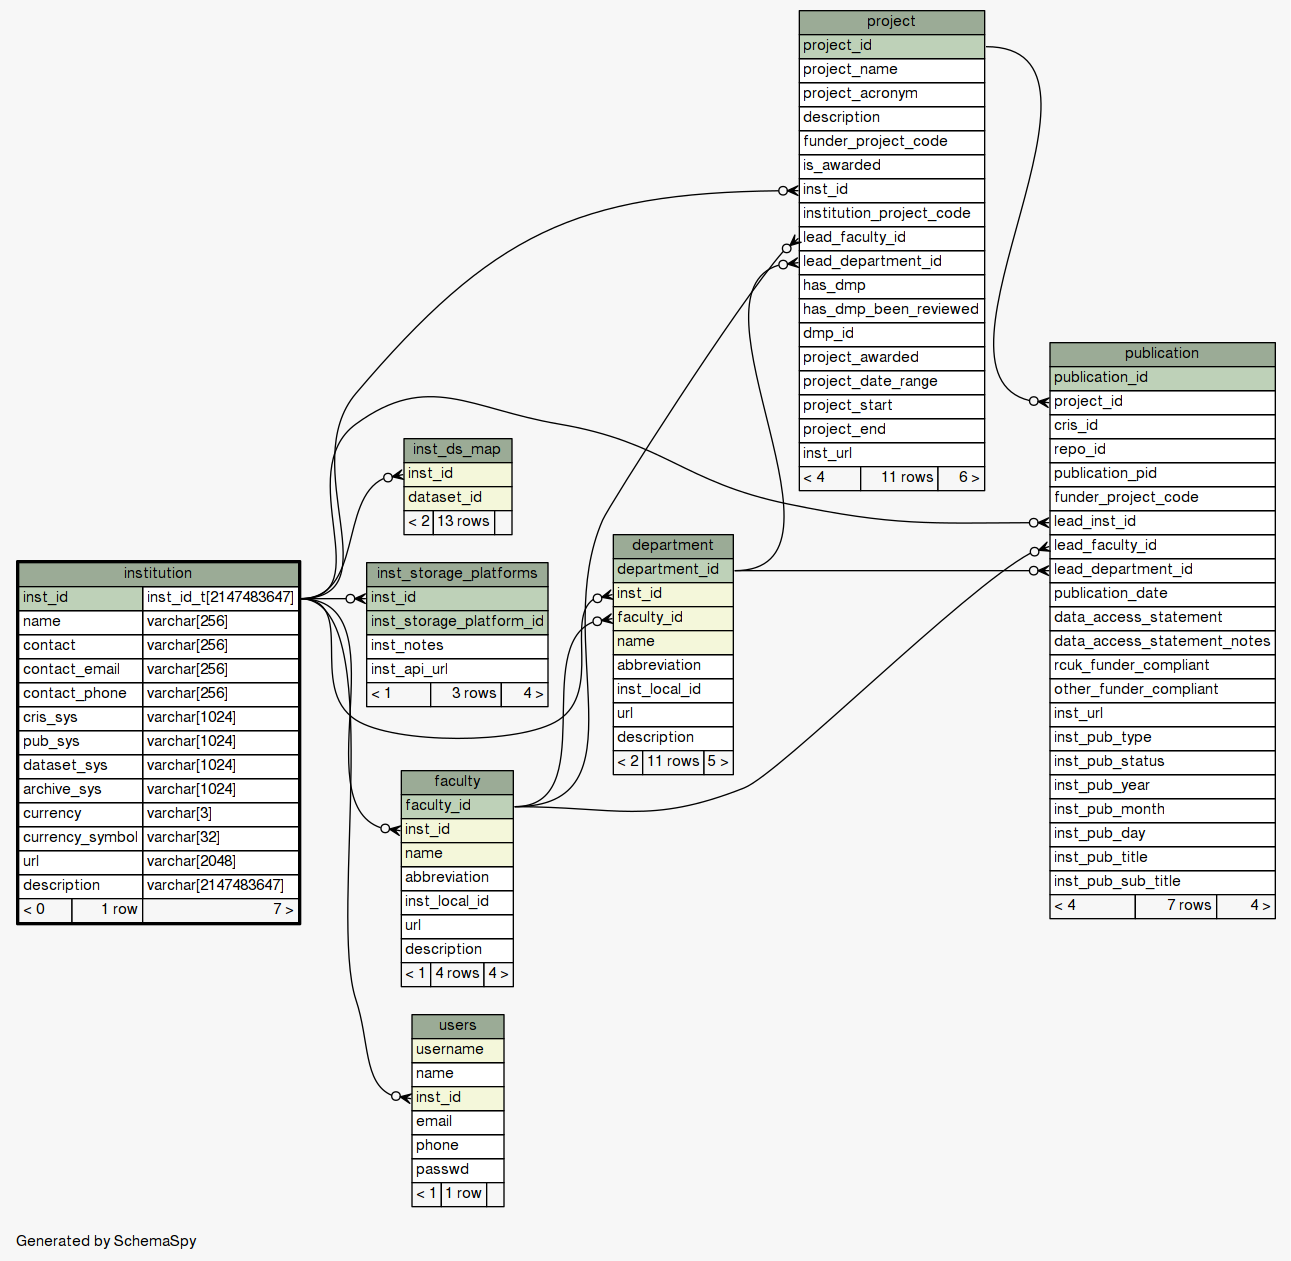 project
project_id
project_name
project_acronym
description
funder_project_code
is_awarded
inst_id
institution_project_code
lead_faculty_id
lead_department_id
has_dmp
has_dmp_been_reviewed
dmp_id
project_awarded
project_date_range
project_start
project_end
inst_url
< 4 11 rows 6 >
publication
publication_id
project_id
cris_id
repo_id
publication_pid
funder_project_code
lead_inst_id
lead_faculty_id
lead_department_id
publication_date
data_access_statement
data_access_statement_notes
rcuk_funder_compliant
other_funder_compliant
inst_url
inst_pub_type
inst_pub_status
inst_pub_year
inst_pub_month
inst_pub_day
inst_pub_title
inst_pub_sub_title
< 4 7 rows 4 >
inst_ds_map
inst_id
dataset_id
< 2 13 rows
department
department_id
inst_id
faculty_id
name
abbreviation
inst_local_id
url
description
< 2 11 rows 5 >
institution
inst_id inst_id_t[2147483647]
name varchar[256]
contact varchar[256]
contact_email varchar[256]
contact_phone varchar[256]
cris_sys varchar[1024]
pub_sys varchar[1024]
dataset_sys varchar[1024]
archive_sys varchar[1024]
currency varchar[3]
currency_symbol varchar[32]
url varchar[2048]
description varchar[2147483647]
< 0 1 row 7 >
inst_storage_platforms
inst_id
inst_storage_platform_id
inst_notes
inst_api_url
< 1 3 rows 4 >
faculty
faculty_id
inst_id
name
abbreviation
inst_local_id
url
description
< 1 4 rows 4 >
users
username
name
inst_id
email
phone
passwd
< 1 1 row
Generated by SchemaSpy